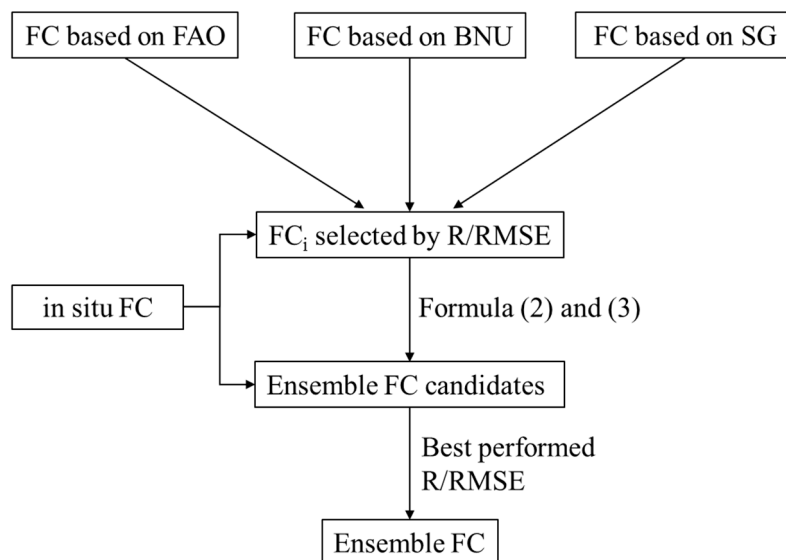 FC based on FAO
FC based on BNU
FC based on SG
FCi selected by R/RMSE
in situ FC
Formula (2) and (3)
Ensemble FC candidates
Best performed
R/RMSE
Ensemble FC